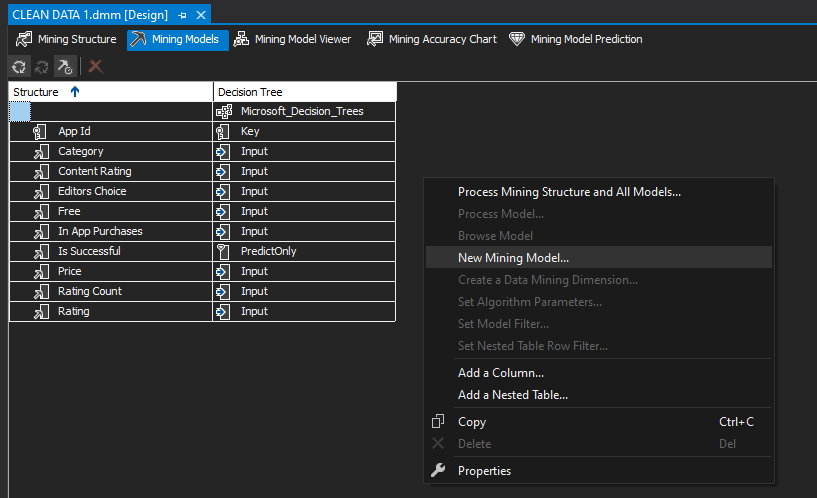 CLEAN DATA 1.dmm [Design]
Mining Structure Mining Models Mining Model Viewer Mining Accuracy Chart Mining Model Prediction
Structure Decision Tree
Microsoft_Decision_Trees
App Id Key
Category Input
Content Rating Input
Editors Choice Input
Free Input
In App Purchases Input
Is Successful PredictOnly
Price Input
Rating Count Input
Rating Input
Process Mining Structure and All Models...
Process Model...
Browse Model
New Mining Model...
Create a Data Mining Dimension...
Set Algorithm Parameters...
Set Model Filter...
Set Nested Table Row Filter...
Add a Column...
Add a Nested Table...
Copy Ctrl+C
Delete Del
Properties